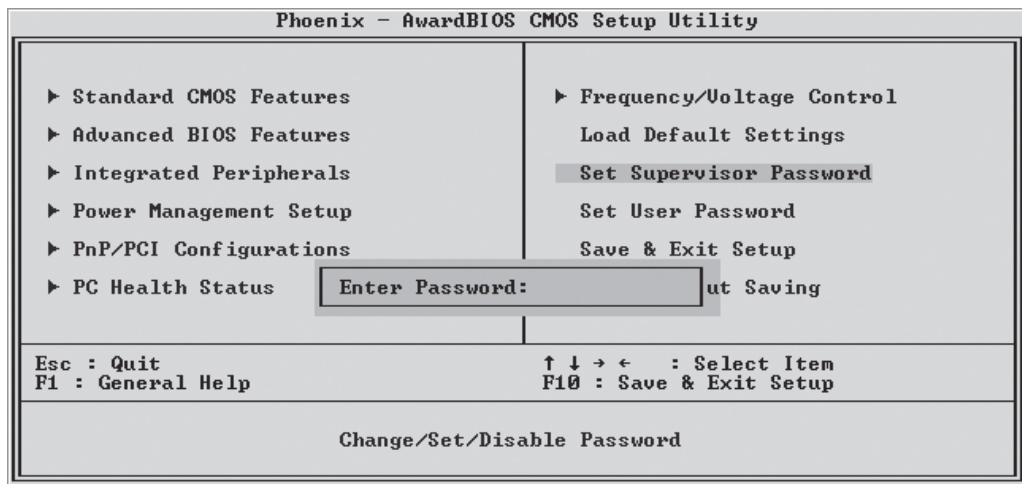 Phoenix – AwardBIOS CMOS Setup Utility
▶ Standard CMOS Features
▶ Advanced BIOS Features
▶ Integrated Peripherals
▶ Power Management Setup
▶ PnP/PCI Configurations
▶ PC Health Status
▶ Frequency/Voltage Control
Load Default Settings
Set Supervisor Password
Set User Password
Save & Exit Setup
ut Saving
Enter Password:
Esc : Quit
F1 : General Help
↑ ↓ → ← : Select Item
F10 : Save & Exit Setup
Change/Set/Disable Password